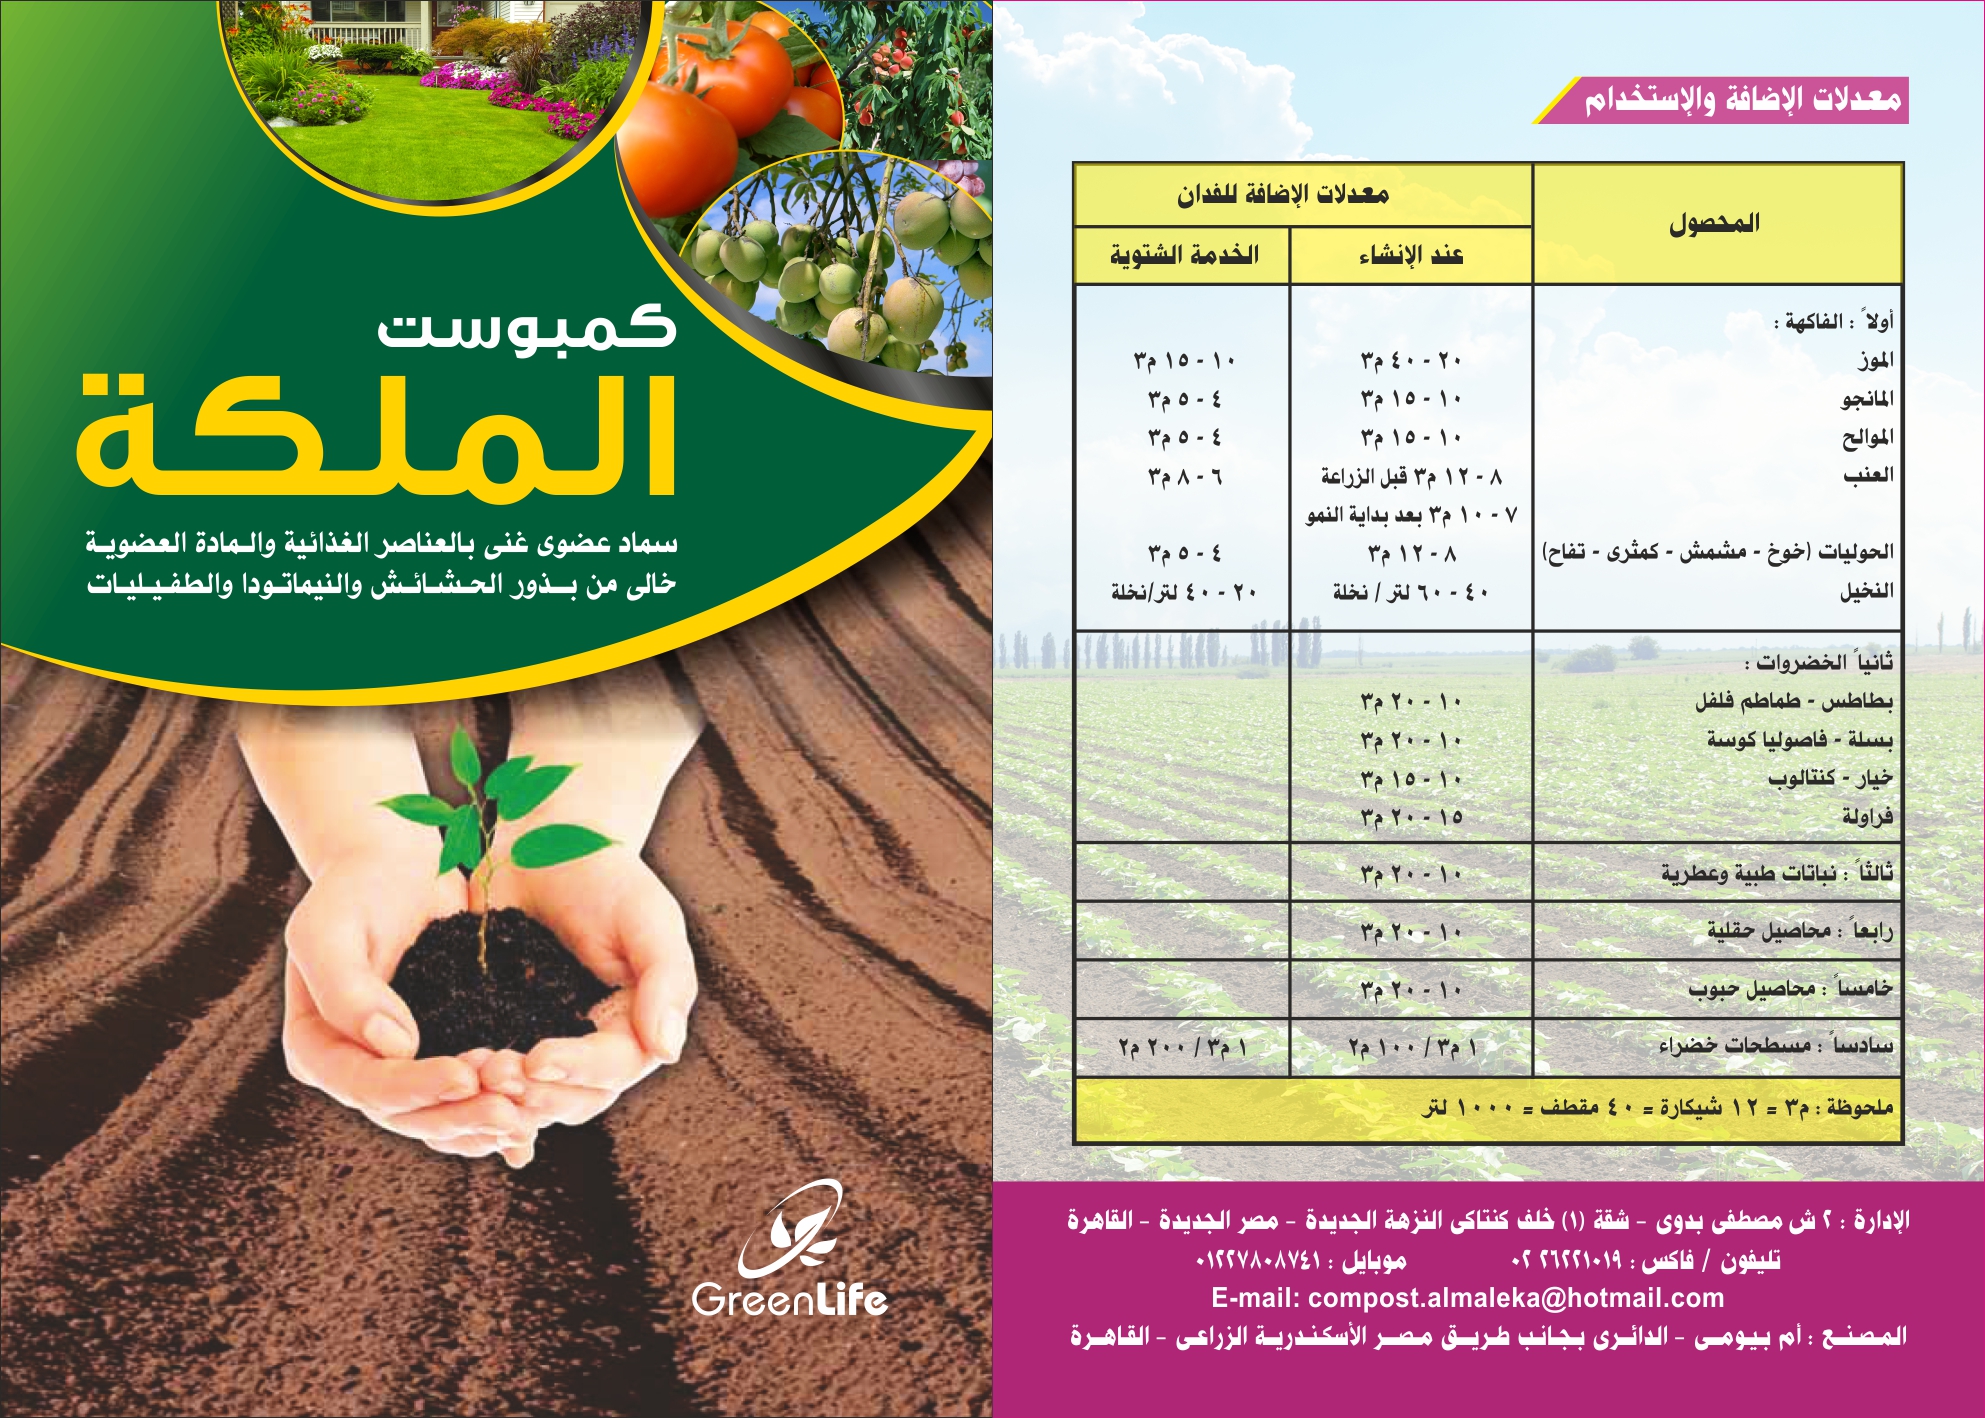 كمبوست
الملكة
سماد عضوى غنى بالعناصر الغذائية والمادة العضوية
خالى من بذور الحشائش والنيماتودا والطفيليات
GreenLife
معدلات الإضافة والإستخدام
المحصول
معدلات الإضافة للفدان
عند الإنشاء
الخدمة الشتوية
أولاً : الفاكهة :
الموز ٢٠ - ٤٠ م٣ ١٠ - ١٥ م٣
المانجو ١٠ - ١٥ م٣ ٤ - ٥ م٣
الموالح ١٠ - ١٥ م٣ ٤ - ٥ م٣
العنب ٨ - ١٢ م٣ قبل الزراعة ٦ - ٨ م٣
٧ - ١٠ م٣ بعد بداية النمو
الحوليات (خوخ - مشمش - كمثرى - تفاح) ٨ - ١٢ م٣ ٤ - ٥ م٣
النخيل ٤٠ - ٦٠ لتر / نخلة ٢٠ - ٤٠ لتر/نخلة
ثانياً الخضروات :
بطاطس - طماطم فلفل ١٠ - ٢٠ م٣
بسلة - فاصوليا كوسة ١٠ - ٢٠ م٣
خيار - كنتالوب ١٠ - ١٥ م٣
فراولة ١٥ - ٢٠ م٣
ثالثاً : نباتات طبية وعطرية ١٠ - ٢٠ م٣
رابعاً : محاصيل حقلية ١٠ - ٢٠ م٣
خامساً : محاصيل حبوب ١٠ - ٢٠ م٣
سادساً : مسطحات خضراء ١ م٣ / ١٠٠ م٢ ١ م٣ / ٢٠٠ م٢
ملحوظة : م٣ = ١٢ شيكارة = ٤٠ مقطف = ١٠٠٠ لتر
الإدارة : ٢ ش مصطفى بدوى - شقة (١) خلف كنتاكى النزهة الجديدة - مصر الجديدة - القاهرة
تليفون / فاكس : ٢٦٢٢١٠١٩ ٠٢ موبايل : ٠١٢٢٧٨٠٨٧٤١
E-mail: compost.almaleka@hotmail.com
المصنع : أم بيومى - الدائرى بجانب طريق مصر الأسكندرية الزراعى - القاهرة